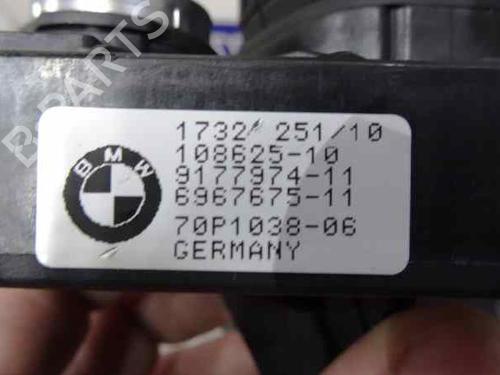 B-PARTS
BMW
1732 251/10
108625-10
9177974-11
6967675-11
70P1038-06
GERMANY